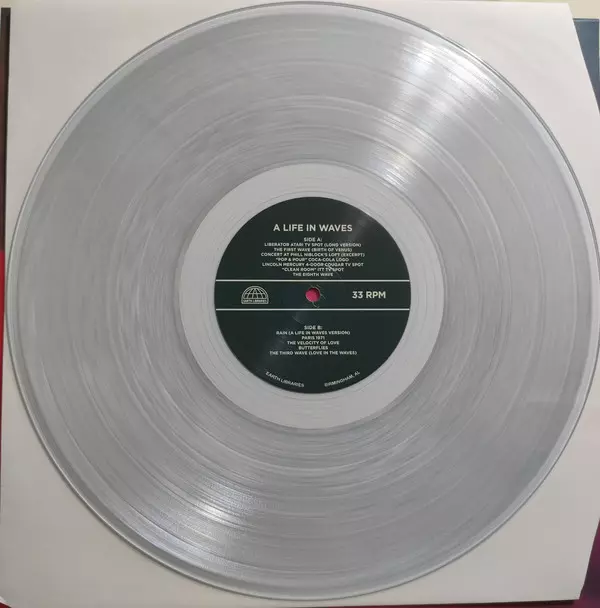 A LIFE IN WAVES
SIDE A:
LIBERATOR ATARI TV SPOT (LONG VERSION)
THE FIRST WAVE (BIRTH OF VENUS)
CONCERT AT PHILL NIBLOCK'S LOFT (EXCERPT)
"POP & POUR" COCA-COLA LOGO
LINCOLN MERCURY 4-DOOR COUGAR TV SPOT
"CLEAN ROOM" ITT TV SPOT
THE EIGHTH WAVE
EARTH LIBRARIES
33 RPM
SIDE B:
RAIN (A LIFE IN WAVES VERSION)
PARIS 1971
THE VELOCITY OF LOVE
BUTTERFLIES
THE THIRD WAVE (LOVE IN THE WAVES)
EARTH LIBRARIES
BIRMINGHAM, AL